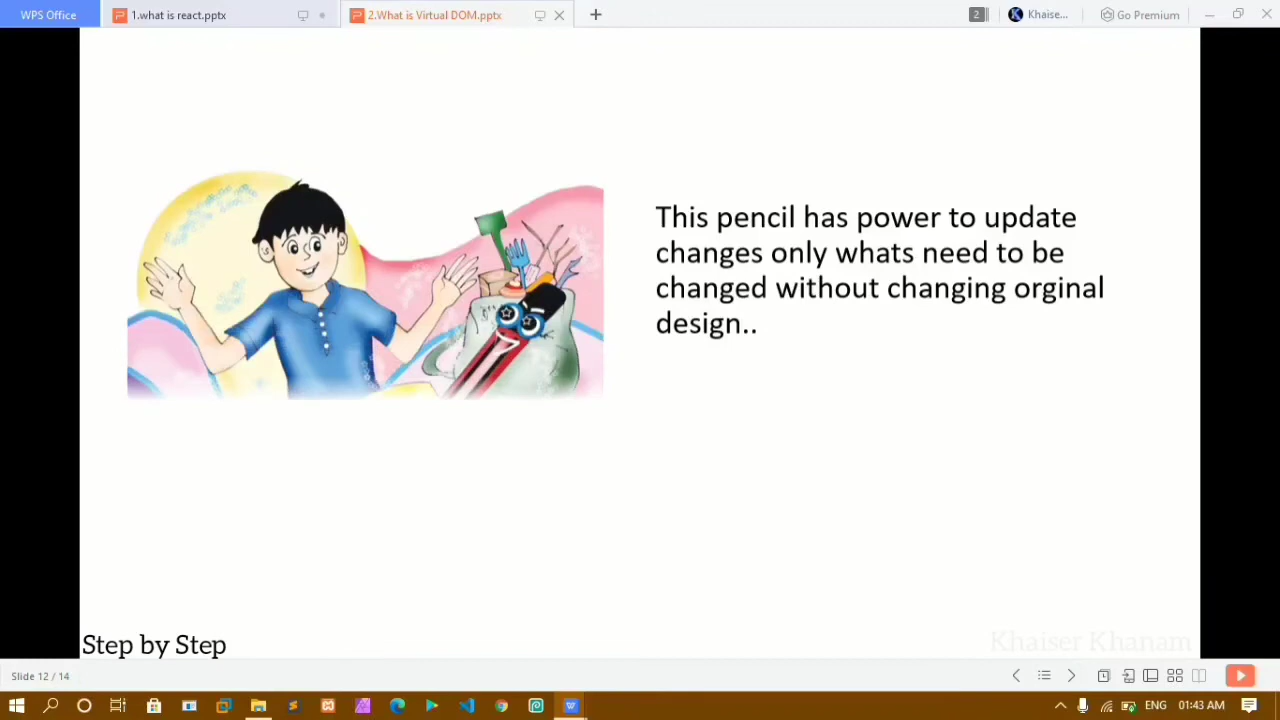 WPS Office
1.what is react.pptx
2.What is Virtual DOM.pptx
2
Khaise...
Go Premium
This pencil has power to update
changes only whats need to be
changed without changing orginal
design..
Step by Step
Khaiser Khanam
Slide 12 / 14
ENG
01:43 AM